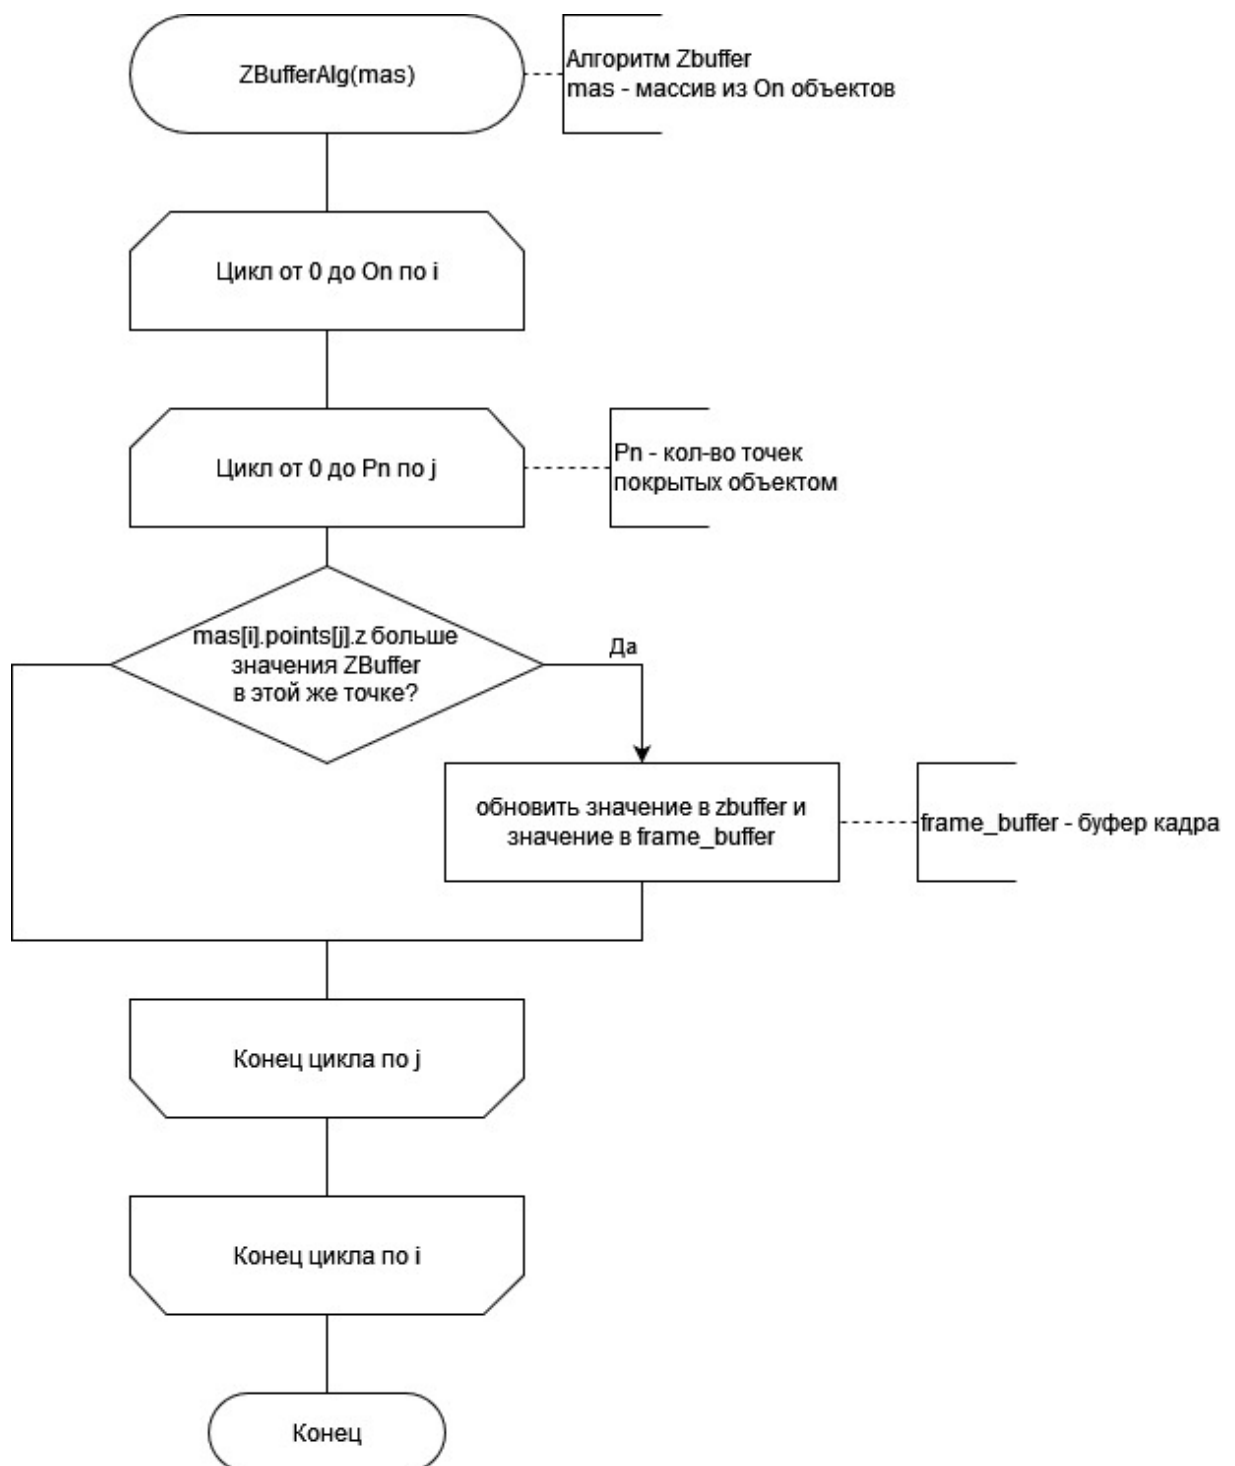 ZBufferAlg(mas)
Алгоритм Zbuffer
mas - массив из On объектов
Цикл от 0 до On по i
Цикл от 0 до Pn по j
Pn - кол-во точек
покрытых объектом
mas[i].points[j].z больше
значения ZBuffer
в этой же точке?
Да
обновить значение в zbuffer и
значение в frame_buffer
frame_buffer - буфер кадра
Конец цикла по j
Конец цикла по i
Конец